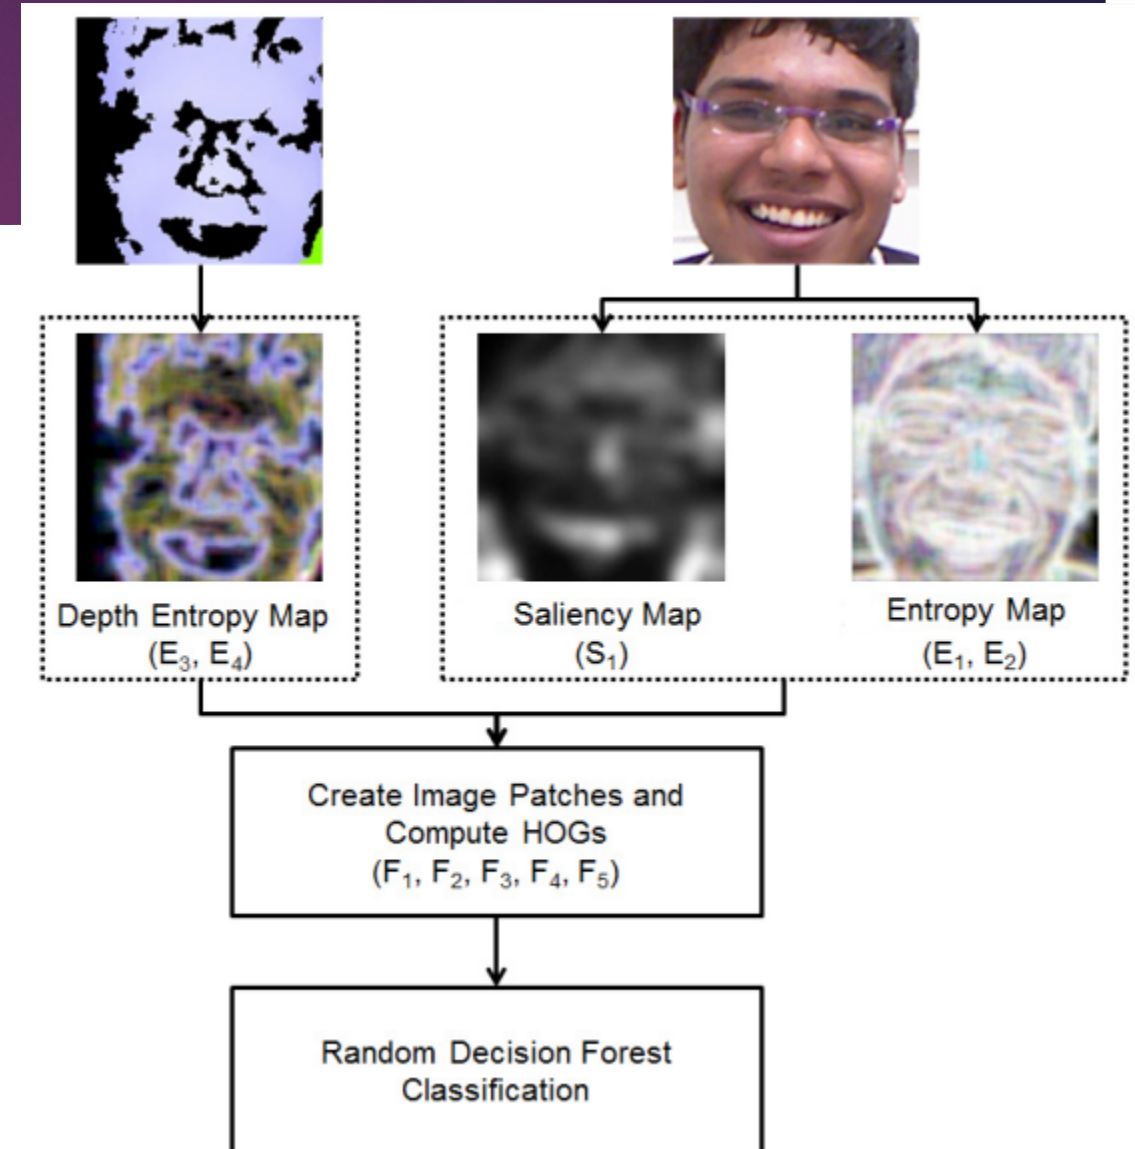 Depth Entropy Map
(E₃, E₄)
Saliency Map
(S₁)
Entropy Map
(E₁, E₂)
Create Image Patches and
Compute HOGs
(F₁, F₂, F₃, F₄, F₅)
Random Decision Forest
Classification